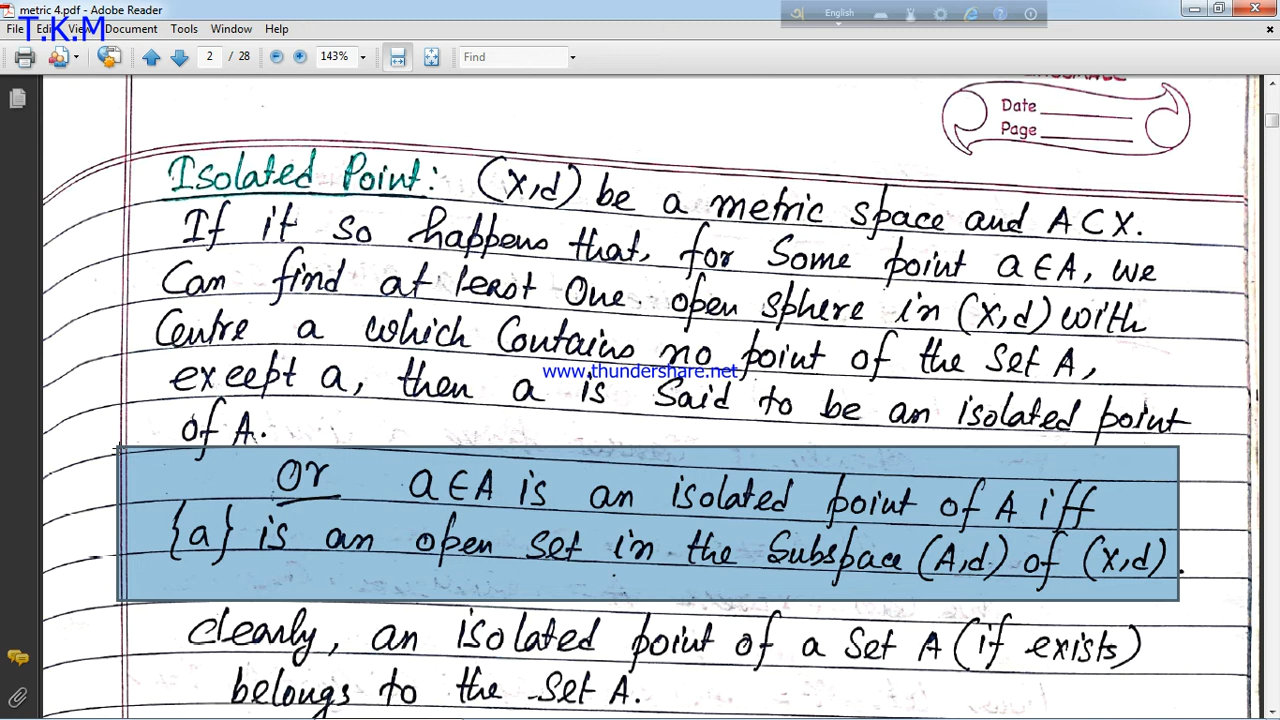 metric 4.pdf - Adobe Reader
T.K.M
English
File Edit View Document Tools Window Help
2 / 28 143% Find
Date
Page
Isolated Point: (X,d) be a metric space and A⊂X.
If it so happens that, for Some point a∈A, we
Can find at least One open sphere in (X,d) with
Centre a which Contains no point of the Set A,
www.thundershare.net
except a, then a is Said to be an isolated point
of A.
Or a∈A is an isolated point of A iff
{a} is an open set in the Subspace (A,d) of (X,d).
clearly, an isolated point of a Set A (if exists)
belongs to the set A.